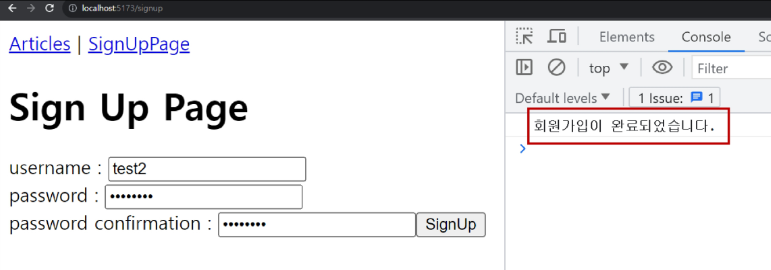 localhost:5173/signup
Articles | SignUpPage
Sign Up Page
username : test2
password : ••••••••
password confirmation : •••••••• SignUp
Elements Console So
top Filter
Default levels 1 Issue: 1
회원가입이 완료되었습니다.